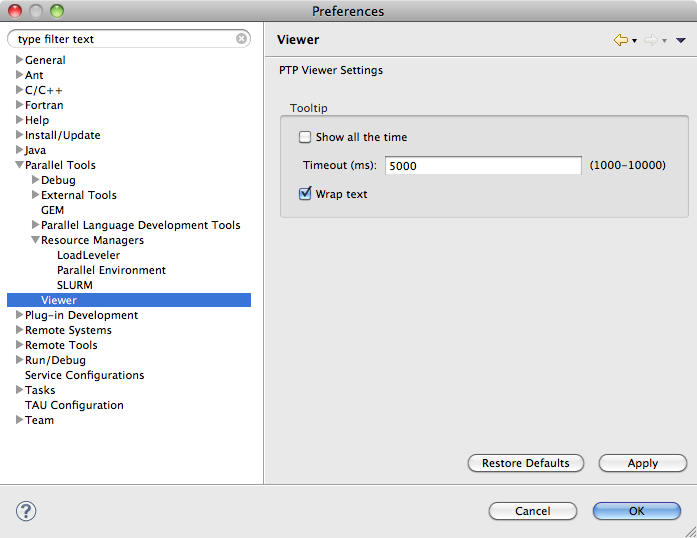 Preferences
type filter text
General
Ant
C/C++
Fortran
Help
Install/Update
Java
Parallel Tools
Debug
External Tools
GEM
Parallel Language Development Tools
Resource Managers
LoadLeveler
Parallel Environment
SLURM
Viewer
Plug-in Development
Remote Systems
Remote Tools
Run/Debug
Service Configurations
Tasks
TAU Configuration
Team
Viewer
PTP Viewer Settings
Tooltip
Show all the time
Timeout (ms): 5000 (1000-10000)
Wrap text
Restore Defaults Apply
? Cancel OK